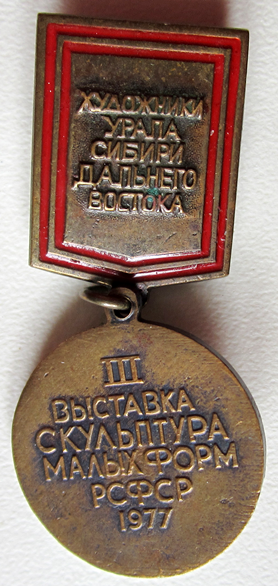 ХУДОЖНИКИ
УРАЛА
СИБИРИ
ДАЛЬНЕГО
ВОСТОКА
III
ВЫСТАВКА
СКУЛЬПТУРА
МАЛЫХ ФОРМ
РСФСР
1977